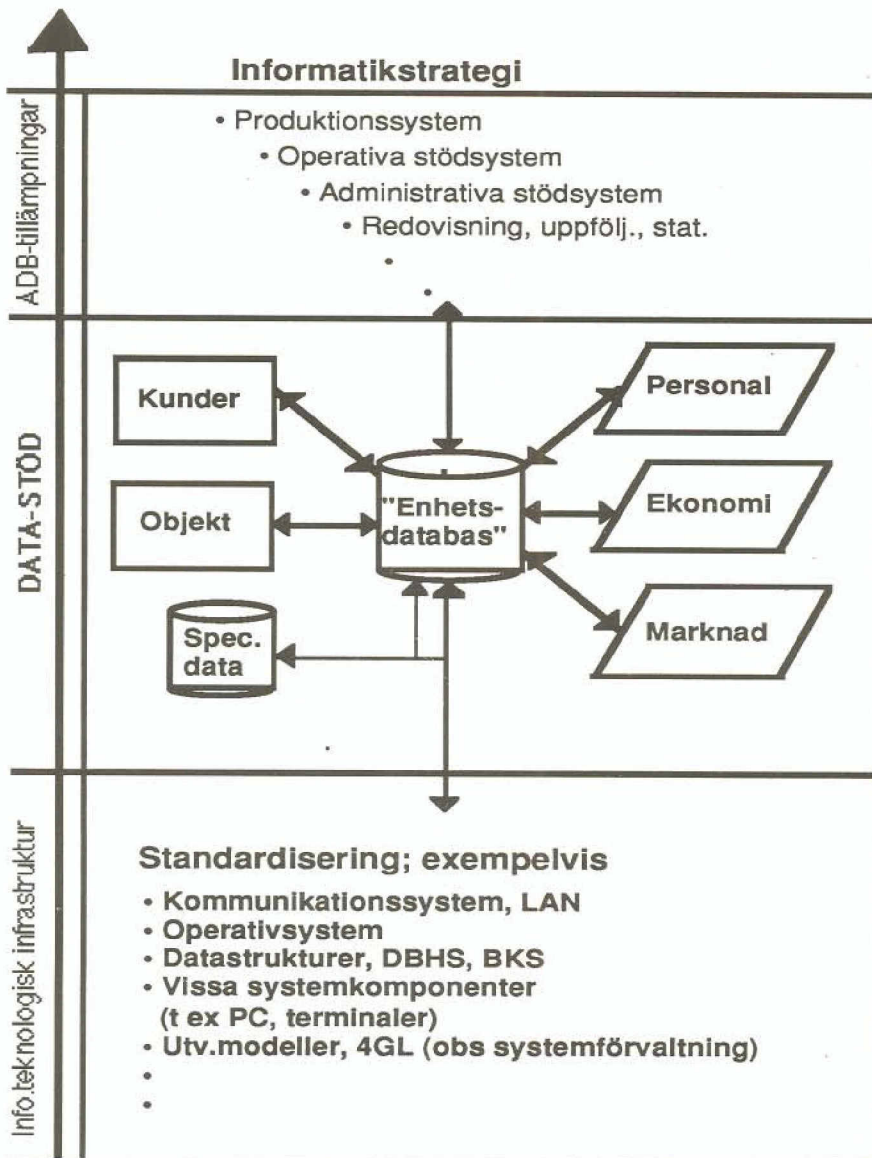 Informatikstrategi
ADB-tillämpningar
• Produktionssystem
• Operativa stödsystem
• Administrativa stödsystem
• Redovisning, uppfölj., stat.
•
•
DATA-STÖD
Kunder
Personal
Objekt
"Enhets-
databas"
Ekonomi
Spec.
data
Marknad
Info.teknologisk infrastruktur
Standardisering; exempelvis
• Kommunikationssystem, LAN
• Operativsystem
• Datastrukturer, DBHS, BKS
• Vissa systemkomponenter
(t ex PC, terminaler)
• Utv.modeller, 4GL (obs systemförvaltning)
•
•